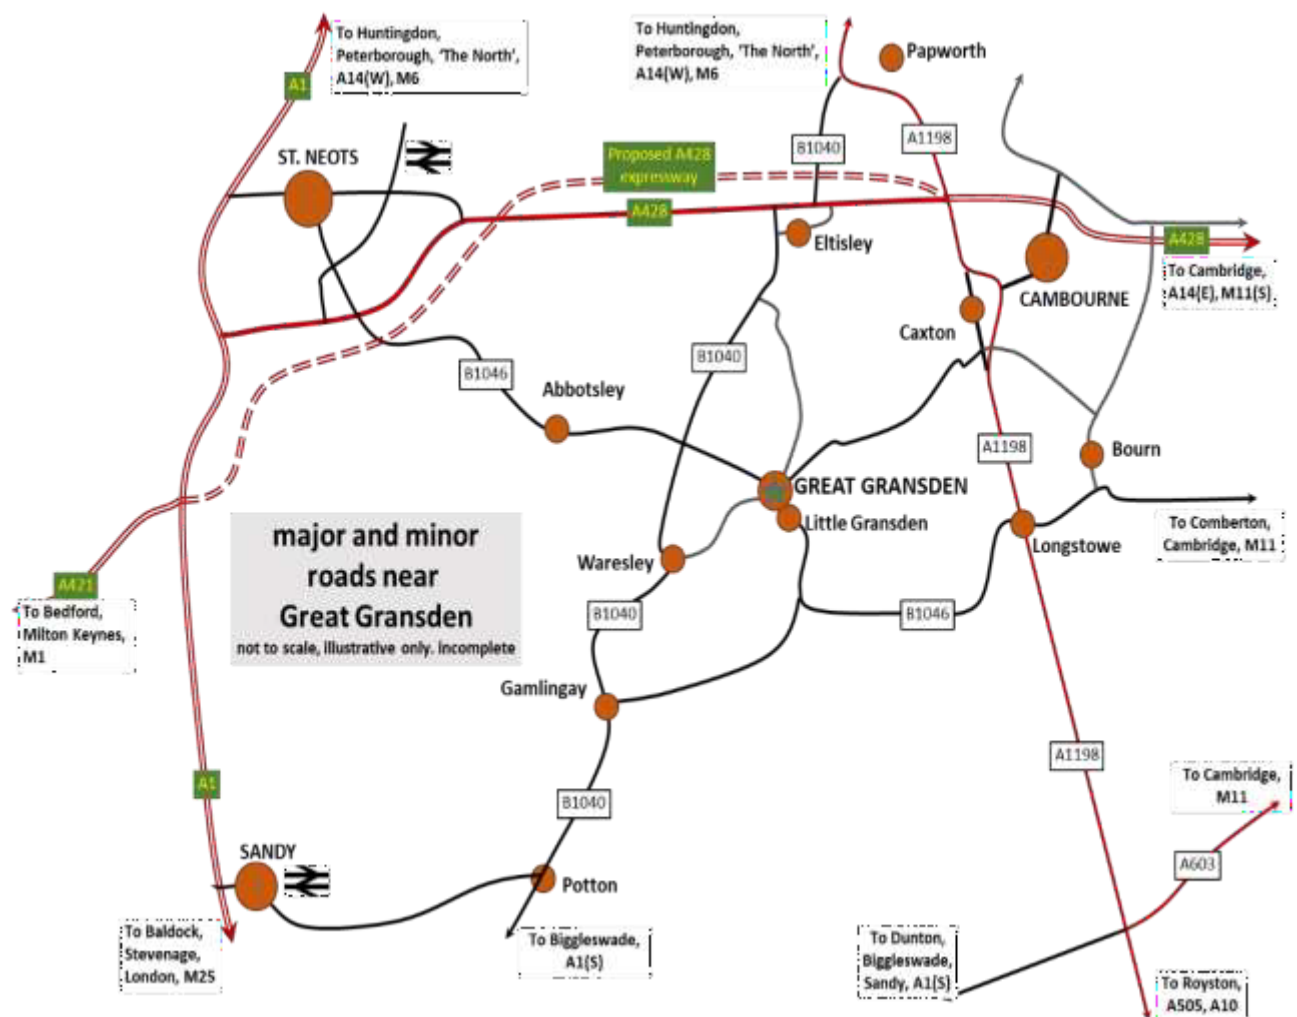 To Huntingdon,
Peterborough, 'The North',
A14(W), M6
To Huntingdon,
Peterborough, 'The North',
A14(W), M6
Papworth
A1
A1198
B1040
ST. NEOTS
Proposed A428
expressway
A428
Eltisley
A428
To Cambridge,
A14(E), M11(S)
CAMBOURNE
Caxton
B1040
B1046
Abbotsley
A1198
Bourn
GREAT GRANSDEN
Little Gransden
To Comberton,
Cambridge, M11
Longstowe
major and minor
roads near
Great Gransden
not to scale, illustrative only. incomplete
Waresley
A421
To Bedford,
Milton Keynes,
M1
B1040
B1046
Gamlingay
A1198
A1
To Cambridge,
M11
B1040
A603
SANDY
Potton
To Baldock,
Stevenage,
London, M25
To Biggleswade,
A1(S)
To Dunton,
Biggleswade,
Sandy, A1(S)
To Royston,
A505, A10